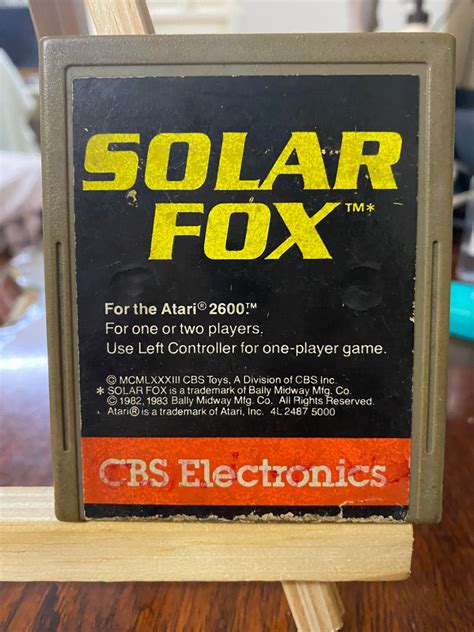 SOLAR
FOX ™*
For the Atari® 2600™
For one or two players.
Use Left Controller for one-player game.
© MCMLXXXIII CBS Toys, A Division of CBS Inc.
* SOLAR FOX is a trademark of Bally Midway Mfg. Co.
© 1982, 1983 Bally Midway Mfg. Co. All Rights Reserved.
Atari® is a trademark of Atari, Inc. 4L 2487 5000
CBS Electronics